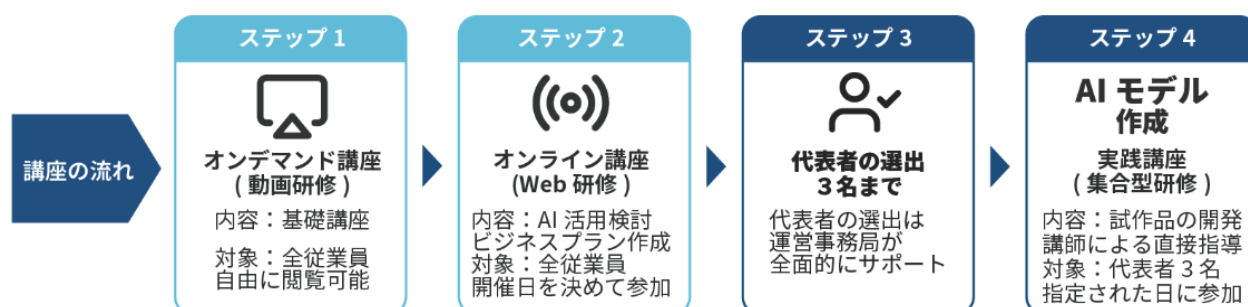 講座の流れ
ステップ 1
オンデマンド講座
( 動画研修 )
内容：基礎講座
対象：全従業員
自由に閲覧可能
ステップ 2
オンライン講座
(Web 研修 )
内容：AI 活用検討
ビジネスプラン作成
対象：全従業員
開催日を決めて参加
ステップ 3
代表者の選出
３名まで
代表者の選出は
運営事務局が
全面的にサポート
ステップ 4
AI モデル
作成
実践講座
( 集合型研修 )
内容：試作品の開発
講師による直接指導
対象：代表者 3 名
指定された日に参加